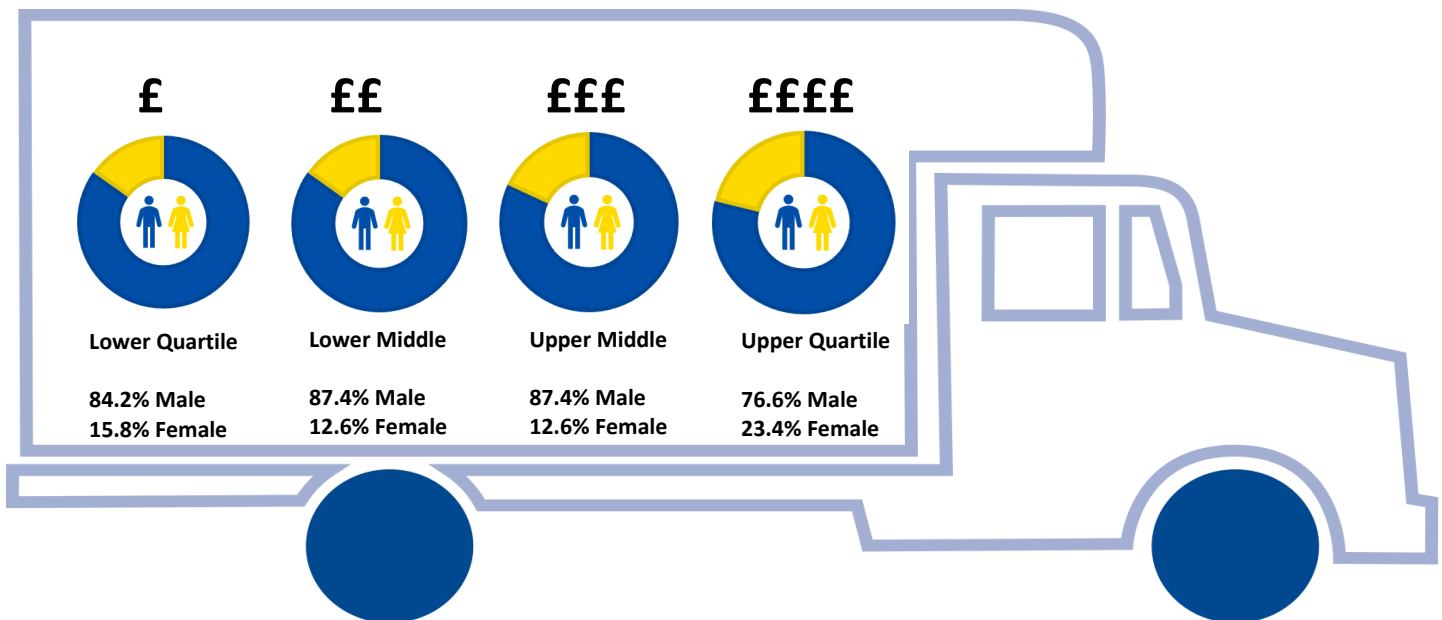 £
Lower Quartile
84.2% Male
15.8% Female
££
Lower Middle
87.4% Male
12.6% Female
£££
Upper Middle
87.4% Male
12.6% Female
££££
Upper Quartile
76.6% Male
23.4% Female